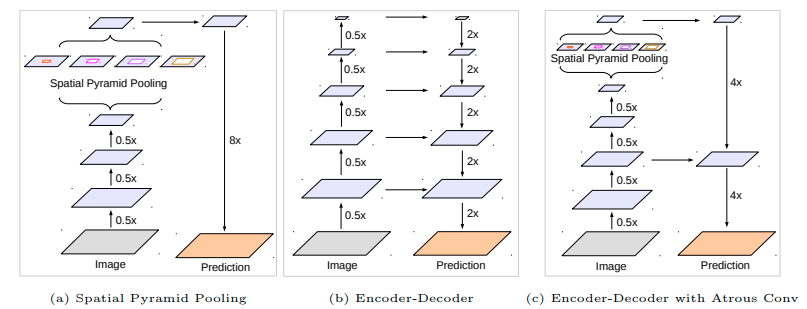 Spatial Pyramid Pooling
0.5x
0.5x
0.5x
8x
Image
Prediction
(a) Spatial Pyramid Pooling
0.5x
0.5x
0.5x
0.5x
0.5x
2x
2x
2x
2x
2x
Image
Prediction
(b) Encoder-Decoder
Spatial Pyramid Pooling
0.5x
0.5x
0.5x
0.5x
4x
4x
Image
Prediction
(c) Encoder-Decoder with Atrous Conv